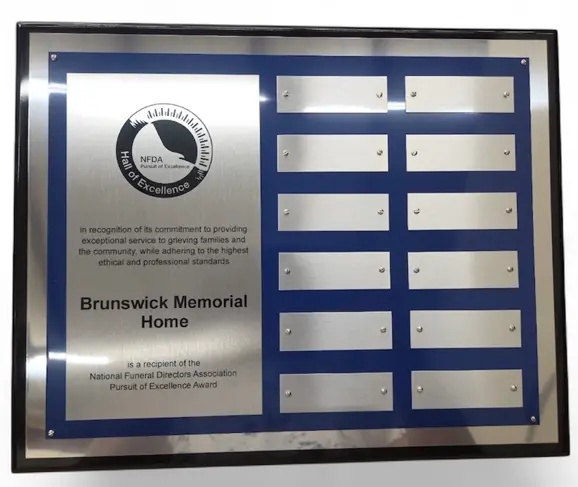 NFDA
Pursuit of Excellence
Hall of Excellence
in recognition of its commitment to providing
exceptional service to grieving families and
the community, while adhering to the highest
ethical and professional standards
Brunswick Memorial
Home
is a recipient of the
National Funeral Directors Association
Pursuit of Excellence Award